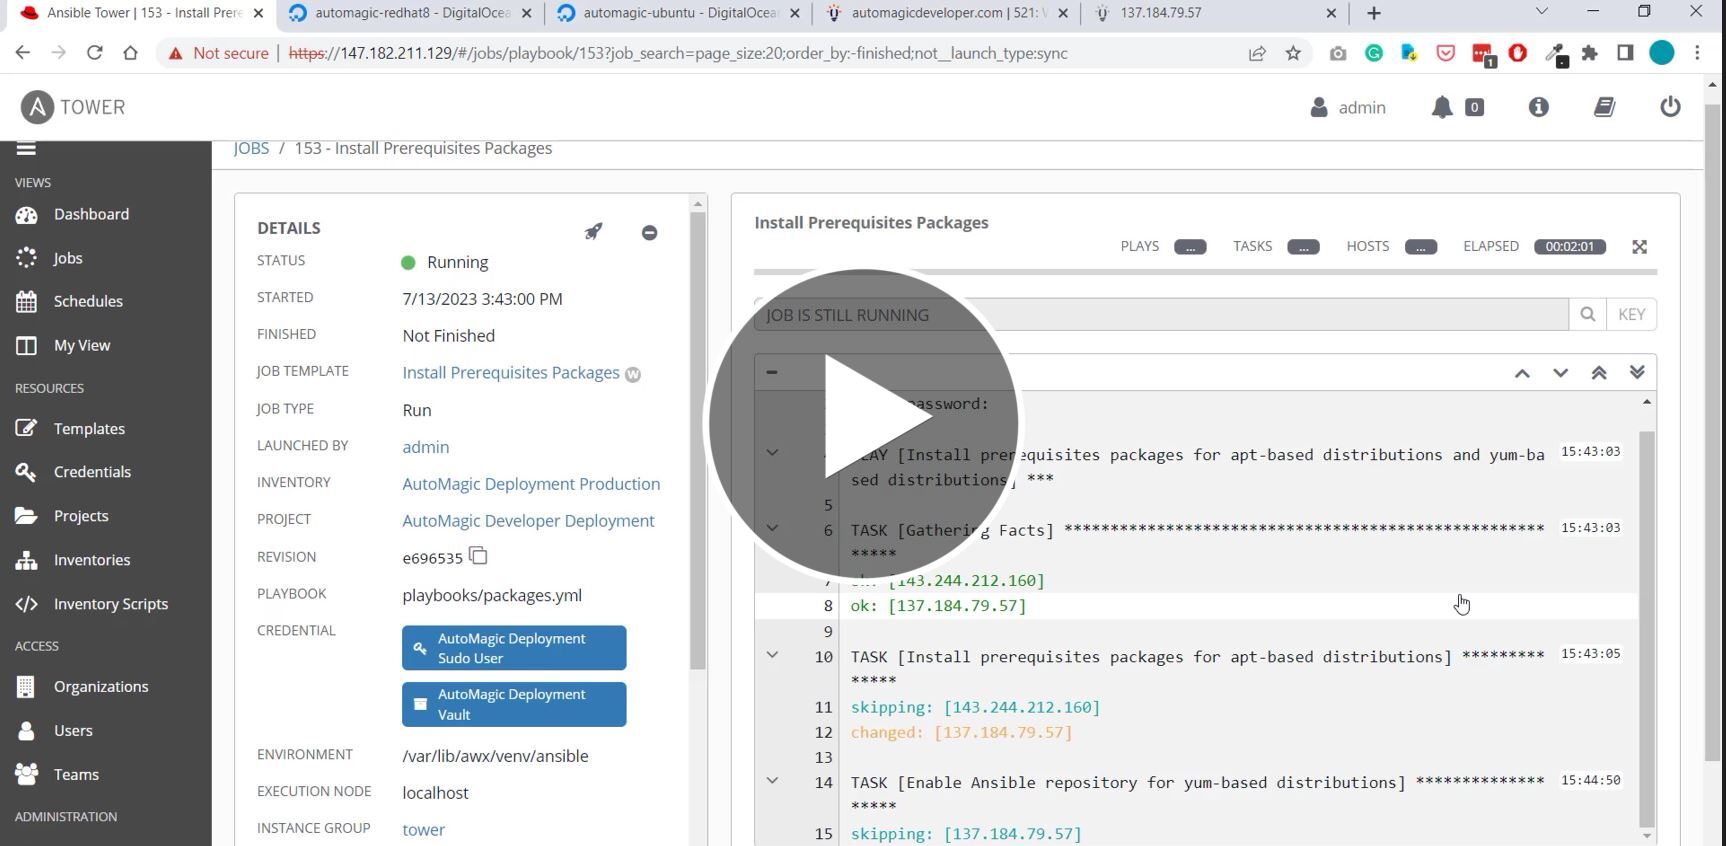 Ansible Tower | 153 - Install Prere
automagic-redhat8 - DigitalOcea
automagic-ubuntu - DigitalOcea
automagicdeveloper.com | 521: W
137.184.79.57
Not secure | https://147.182.211.129/#/jobs/playbook/153?job_search=page_size:20;order_by:-finished;not__launch_type:sync
1
A TOWER
admin
0
JOBS / 153 - Install Prerequisites Packages
VIEWS
Dashboard
Jobs
Schedules
My View
RESOURCES
Templates
Credentials
Projects
Inventories
Inventory Scripts
ACCESS
Organizations
Users
Teams
ADMINISTRATION
DETAILS
STATUS Running
STARTED 7/13/2023 3:43:00 PM
FINISHED Not Finished
JOB TEMPLATE Install Prerequisites Packages W
JOB TYPE Run
LAUNCHED BY admin
INVENTORY AutoMagic Deployment Production
PROJECT AutoMagic Developer Deployment
REVISION e696535
PLAYBOOK playbooks/packages.yml
CREDENTIAL AutoMagic Deployment
Sudo User
AutoMagic Deployment
Vault
ENVIRONMENT /var/lib/awx/venv/ansible
EXECUTION NODE localhost
INSTANCE GROUP tower
Install Prerequisites Packages
PLAYS ... TASKS ... HOSTS ... ELAPSED 00:02:01
JOB IS STILL RUNNING
KEY
password:
PLAY [Install prerequisites packages for apt-based distributions and yum-ba 15:43:03
sed distributions] ***
5
6 TASK [Gathering Facts] **************************************************** 15:43:03
*****
7 ok: [143.244.212.160]
8 ok: [137.184.79.57]
9
10 TASK [Install prerequisites packages for apt-based distributions] ********* 15:43:05
*****
11 skipping: [143.244.212.160]
12 changed: [137.184.79.57]
13
14 TASK [Enable Ansible repository for yum-based distributions] ************** 15:44:50
*****
15 skipping: [137.184.79.57]